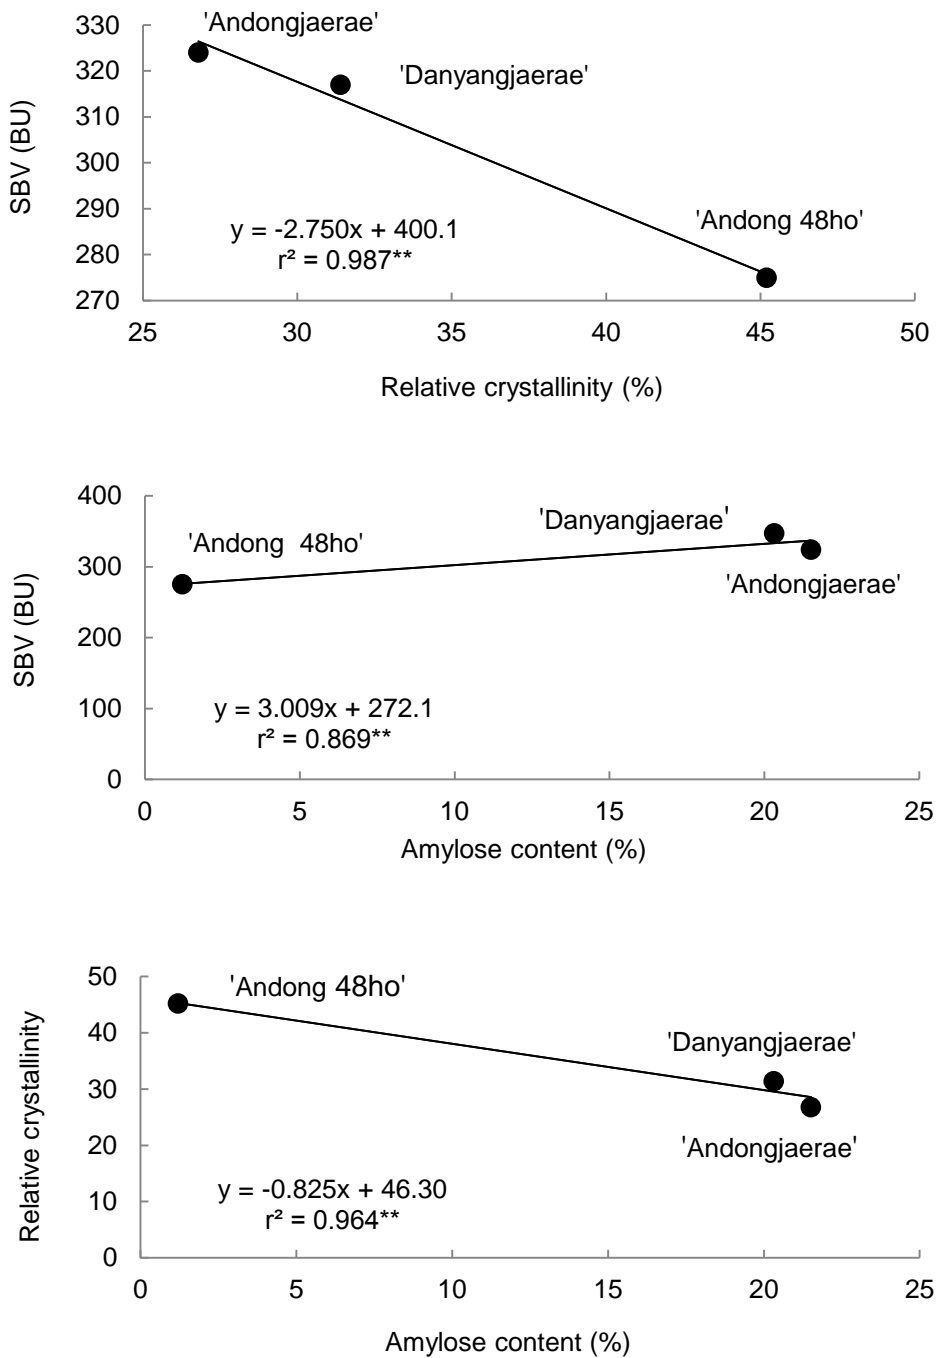 330
320
310
300
290
280
270
SBV (BU)
'Andongjaerae'
'Danyangjaerae'
'Andong 48ho'
y = -2.750x + 400.1
r² = 0.987**
25 30 35 40 45 50
Relative crystallinity (%)
400
300
200
100
0
SBV (BU)
'Danyangjaerae'
'Andong 48ho'
'Andongjaerae'
y = 3.009x + 272.1
r² = 0.869**
0 5 10 15 20 25
Amylose content (%)
50
40
30
20
10
0
Relative crystallinity
'Andong 48ho'
'Danyangjaerae'
'Andongjaerae'
y = -0.825x + 46.30
r² = 0.964**
0 5 10 15 20 25
Amylose content (%)